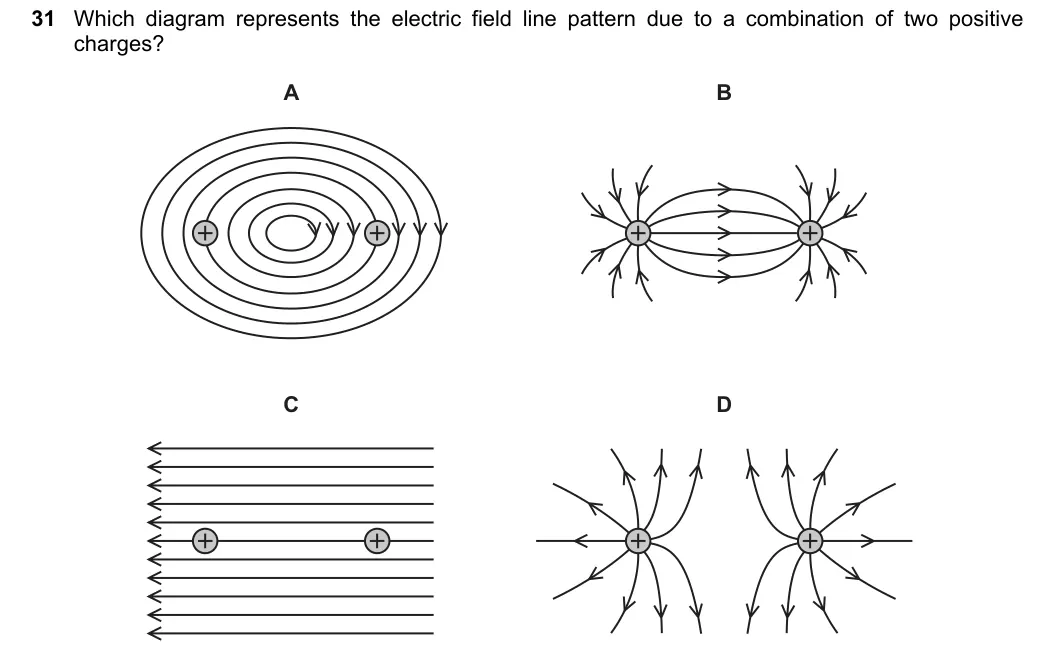 31 Which diagram represents the electric field line pattern due to a combination of two positive
charges?
A B
+ + + +
C D
+ + + +